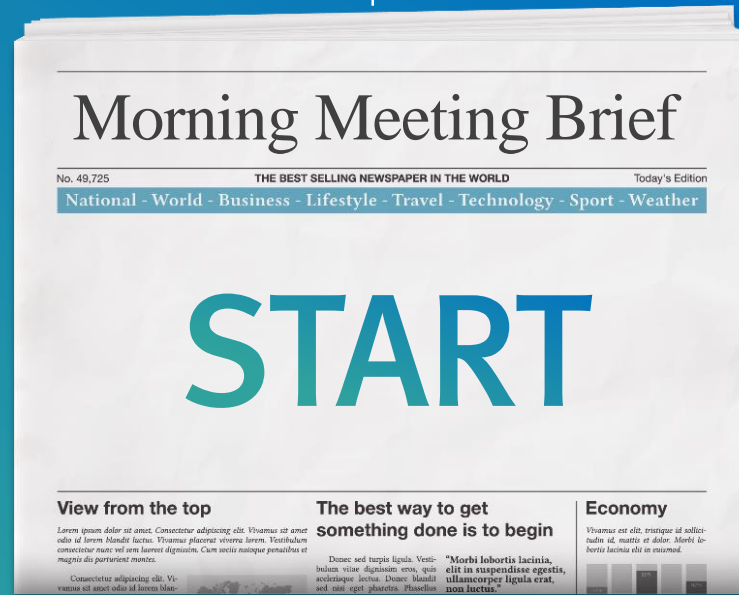 Morning Meeting Brief
No. 49,725 THE BEST SELLING NEWSPAPER IN THE WORLD Today's Edition
National - World - Business - Lifestyle - Travel - Technology - Sport - Weather
START
View from the top
Lorem ipsum dolor sit amet, Consectetur adipiscing elit. Vivamus sit amet
odio id lorem blandit luctus. Vivamus placerat viverra lorem. Vestibulum
consectetur nunc vel sem laoreet dignissim. Cum sociis natoque penatibus et
magnis dis parturient montes.
Consectetur adipiscing elit. Vi-
vamus sit amet odio id lorem blan-
The best way to get
something done is to begin
Donec sed turpis ligula. Vesti-
bulum vitae dignissim eros, quis
scelerisque lectus. Donec blandit
sed nisi eget pharetra. Phasellus
"Morbi lobortis lacinia,
elit in suspendisse egestis,
ullamcorper ligula erat,
non luctus."
Economy
Vivamus est elit, tristique id sollici-
tudin id, mattis et dolor. Morbi lo-
bortis lacinia elit in euismod.